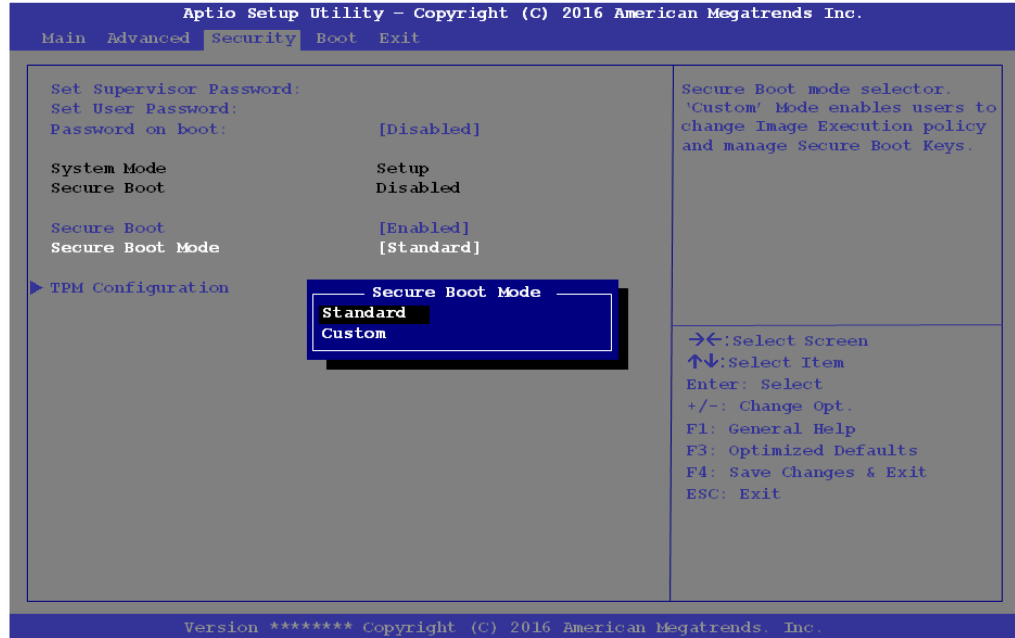 Aptio Setup Utility – Copyright (C) 2016 American Megatrends Inc.
Main Advanced Security Boot Exit
Set Supervisor Password:
Set User Password:
Password on boot: [Disabled]
System Mode Setup
Secure Boot Disabled
Secure Boot [Enabled]
Secure Boot Mode [Standard]
TPM Configuration
Secure Boot Mode
Standard
Custom
Secure Boot mode selector.
'Custom' Mode enables users to
change Image Execution policy
and manage Secure Boot Keys.
→←:Select Screen
↑↓:Select Item
Enter: Select
+/-: Change Opt.
F1: General Help
F3: Optimized Defaults
F4: Save Changes & Exit
ESC: Exit
Version ******** Copyright (C) 2016 American Megatrends. Inc.